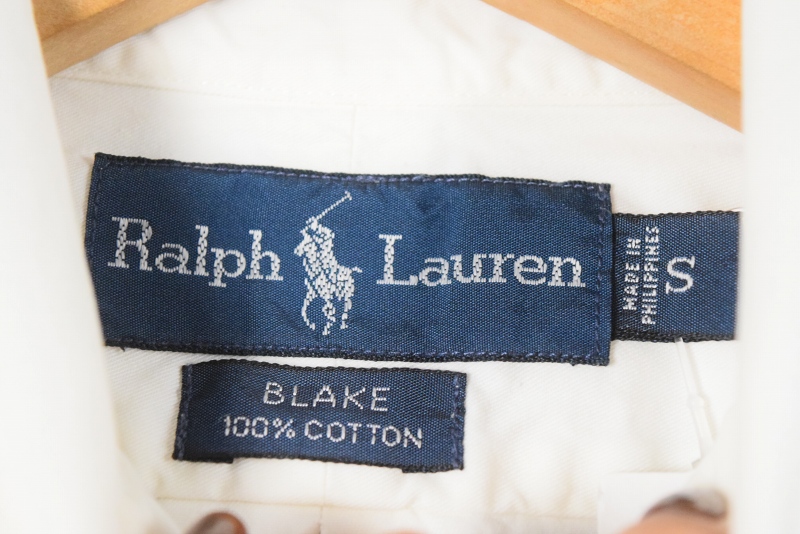 Ralph Lauren
MADE IN
PHILIPPINES
S
BLAKE
100% COTTON